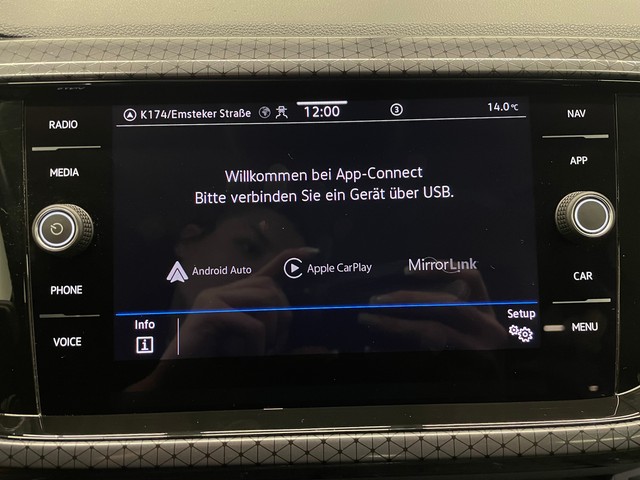 RADIO
MEDIA
PHONE
VOICE
K174/Emsteker Straße
12:00
3
14.0°C
Willkommen bei App-Connect
Bitte verbinden Sie ein Gerät über USB.
Android Auto
Apple CarPlay
MirrorLink
Info
i
Setup
NAV
APP
CAR
MENU